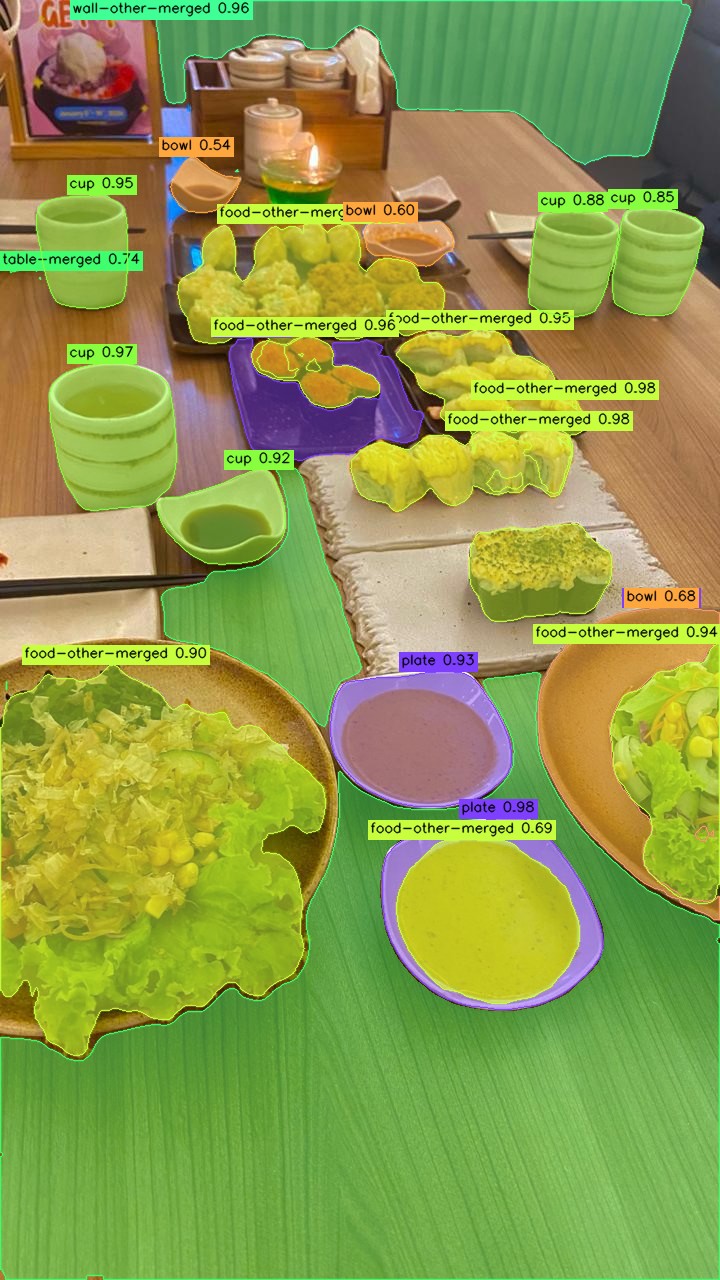 wall-other-merged 0.96
GE
January
bowl 0.54
cup 0.95
food-other-merg
bowl 0.60
cup 0.88
cup 0.85
table--merged 0.74
food-other-merged 0.96
food-other-merged 0.95
cup 0.97
food-other-merged 0.98
food-other-merged 0.98
cup 0.92
bowl 0.68
food-other-merged 0.94
food-other-merged 0.90
plate 0.93
plate 0.98
food-other-merged 0.69